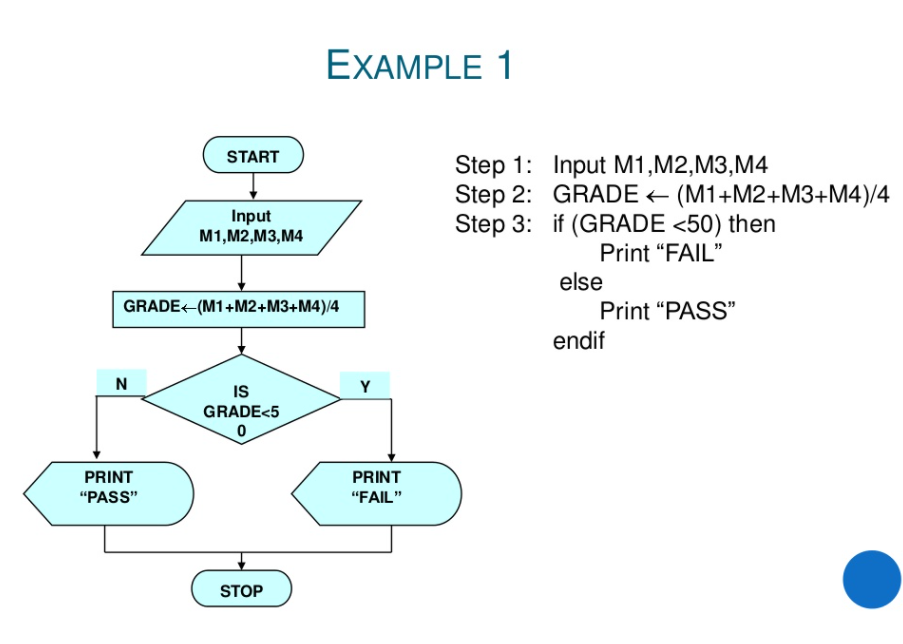 EXAMPLE 1
START
Input
M1,M2,M3,M4
GRADE←(M1+M2+M3+M4)/4
N
Y
IS
GRADE<5
0
PRINT
“PASS”
PRINT
“FAIL”
STOP
Step 1: Input M1,M2,M3,M4
Step 2: GRADE ← (M1+M2+M3+M4)/4
Step 3: if (GRADE <50) then
Print “FAIL”
else
Print “PASS”
endif